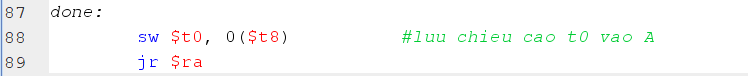 87 done:
88 sw $t0, 0($t8) #luu chieu cao t0 vao A
89 jr $ra